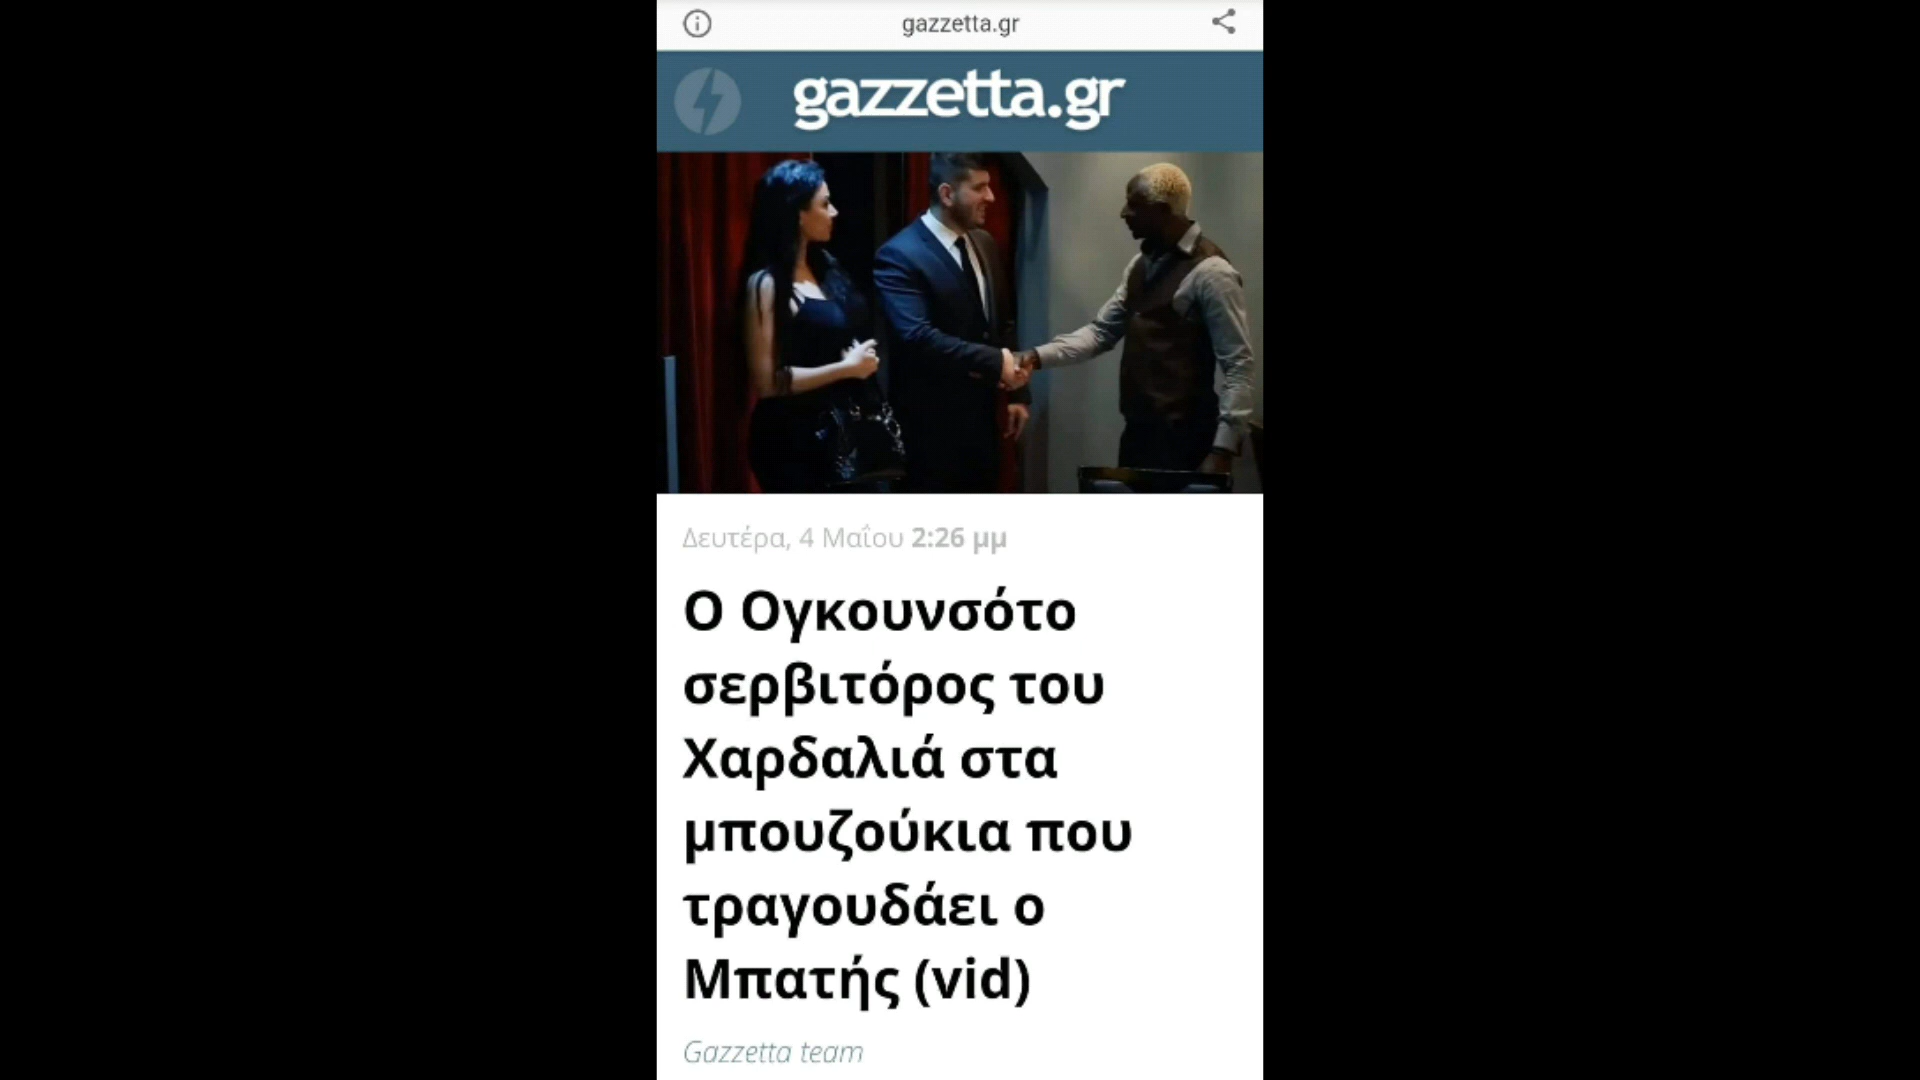 gazzetta.gr
gazzetta.gr
Δευτέρα, 4 Μαΐου 2:26 μμ
Ο Ογκουνσότο
σερβιτόρος του
Χαρδαλιά στα
μπουζούκια που
τραγουδάει ο
Μπατής (vid)
Gazzetta team